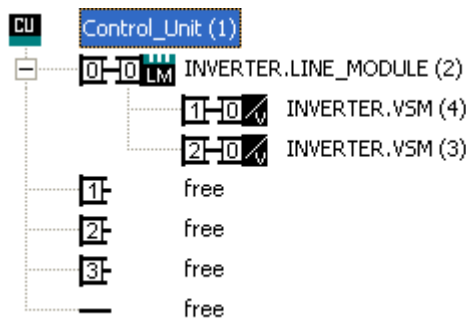 CU Control_Unit (1)
0 0 LM INVERTER.LINE_MODULE (2)
1 0 V INVERTER.VSM (4)
2 0 V INVERTER.VSM (3)
1 free
2 free
3 free
free